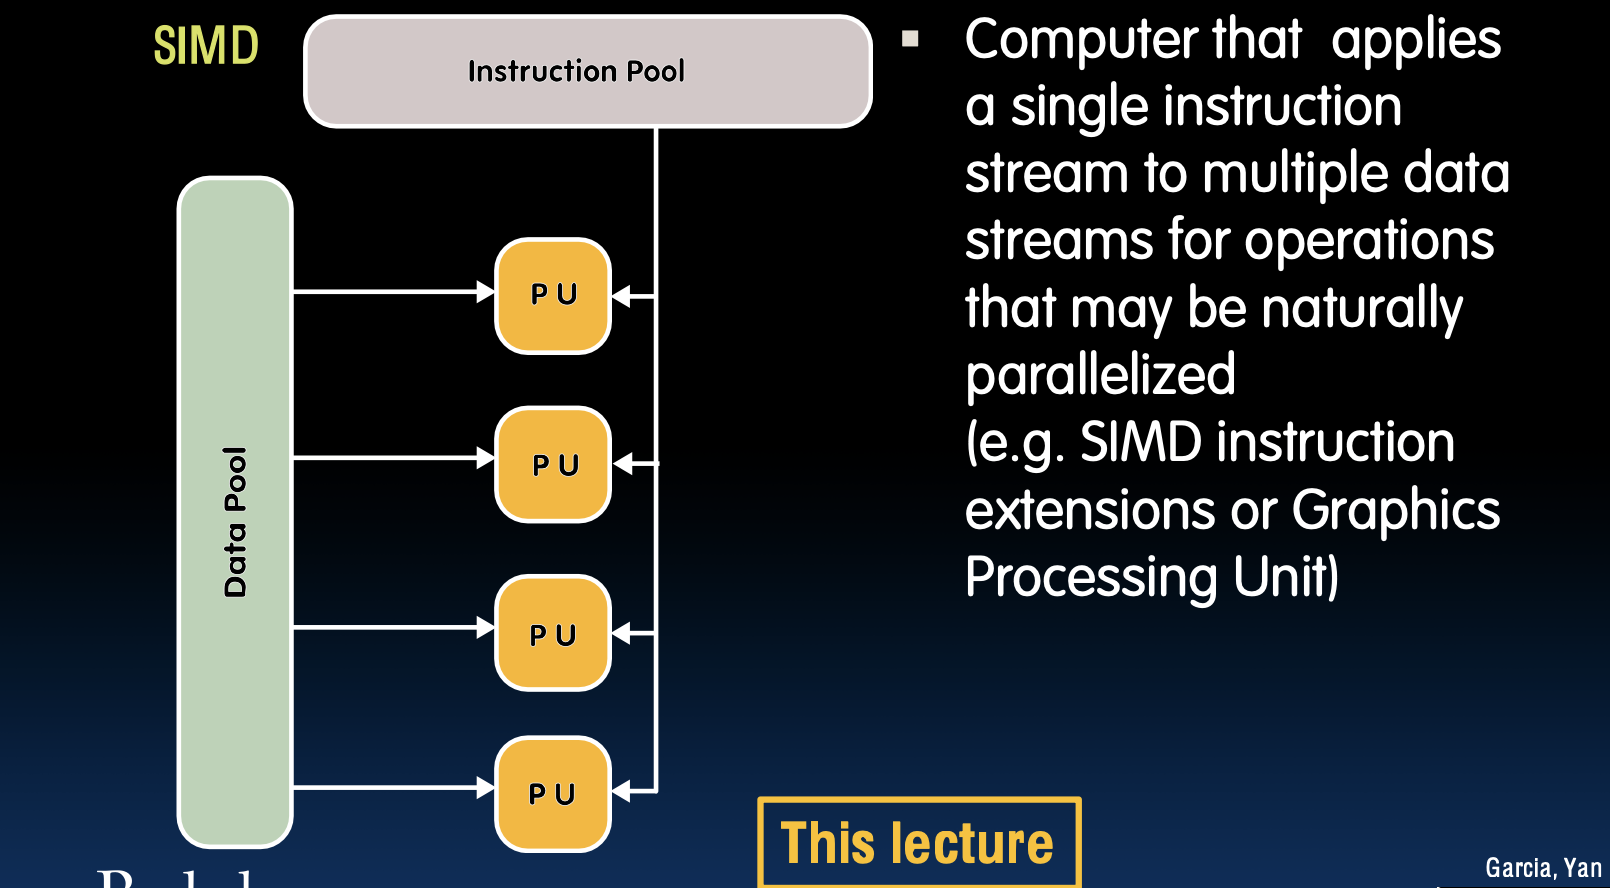 SIMD
Instruction Pool
Data Pool
P U
P U
P U
P U
▪ Computer that applies
a single instruction
stream to multiple data
streams for operations
that may be naturally
parallelized
(e.g. SIMD instruction
extensions or Graphics
Processing Unit)
This lecture
Garcia, Yan